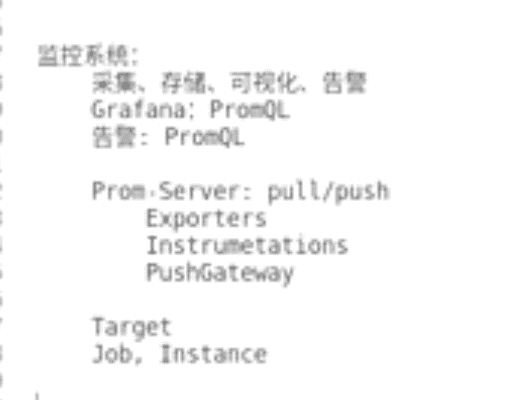 监控系统:
采集、存储、可视化、告警
Grafana: PromQL
告警: PromQL
Prom-Server: pull/push
Exporters
Instrumetations
PushGateway
Target
Job, Instance